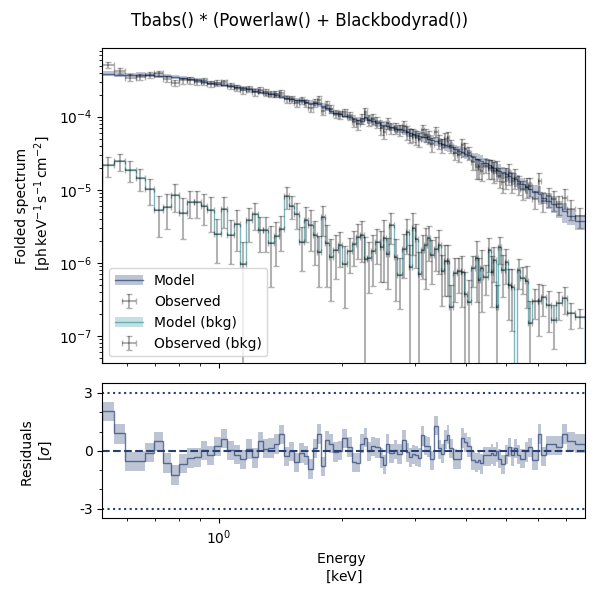 Tbabs() * (Powerlaw() + Blackbodyrad())
Folded spectrum
[ph keV⁻¹ s⁻¹ cm⁻²]
10⁻⁴
10⁻⁵
10⁻⁶
10⁻⁷
Model
Observed
Model (bkg)
Observed (bkg)
Residuals
[σ]
3
0
-3
10⁰
Energy
[keV]